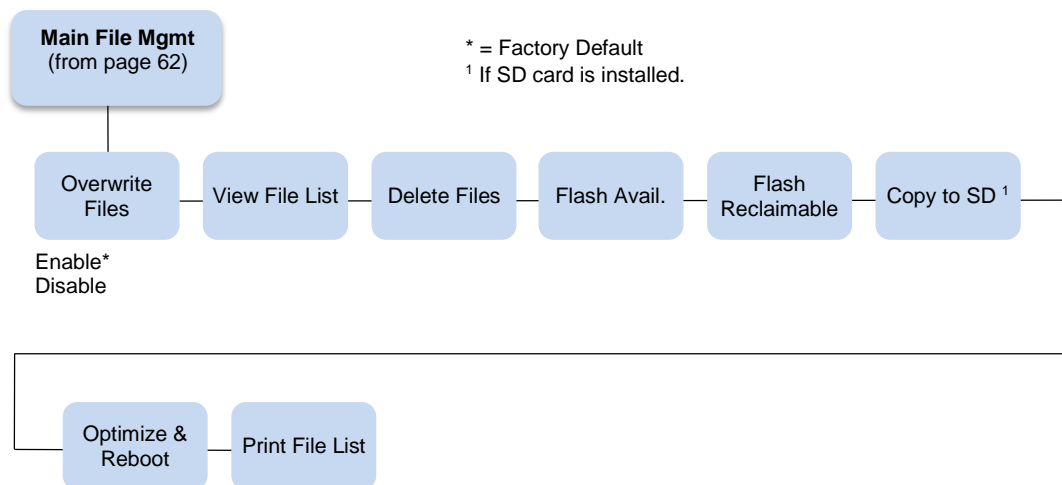 Main File Mgmt
(from page 62)
* = Factory Default
¹ If SD card is installed.
Overwrite
Files
View File List
Delete Files
Flash Avail.
Flash
Reclaimable
Copy to SD ¹
Enable*
Disable
Optimize &
Reboot
Print File List